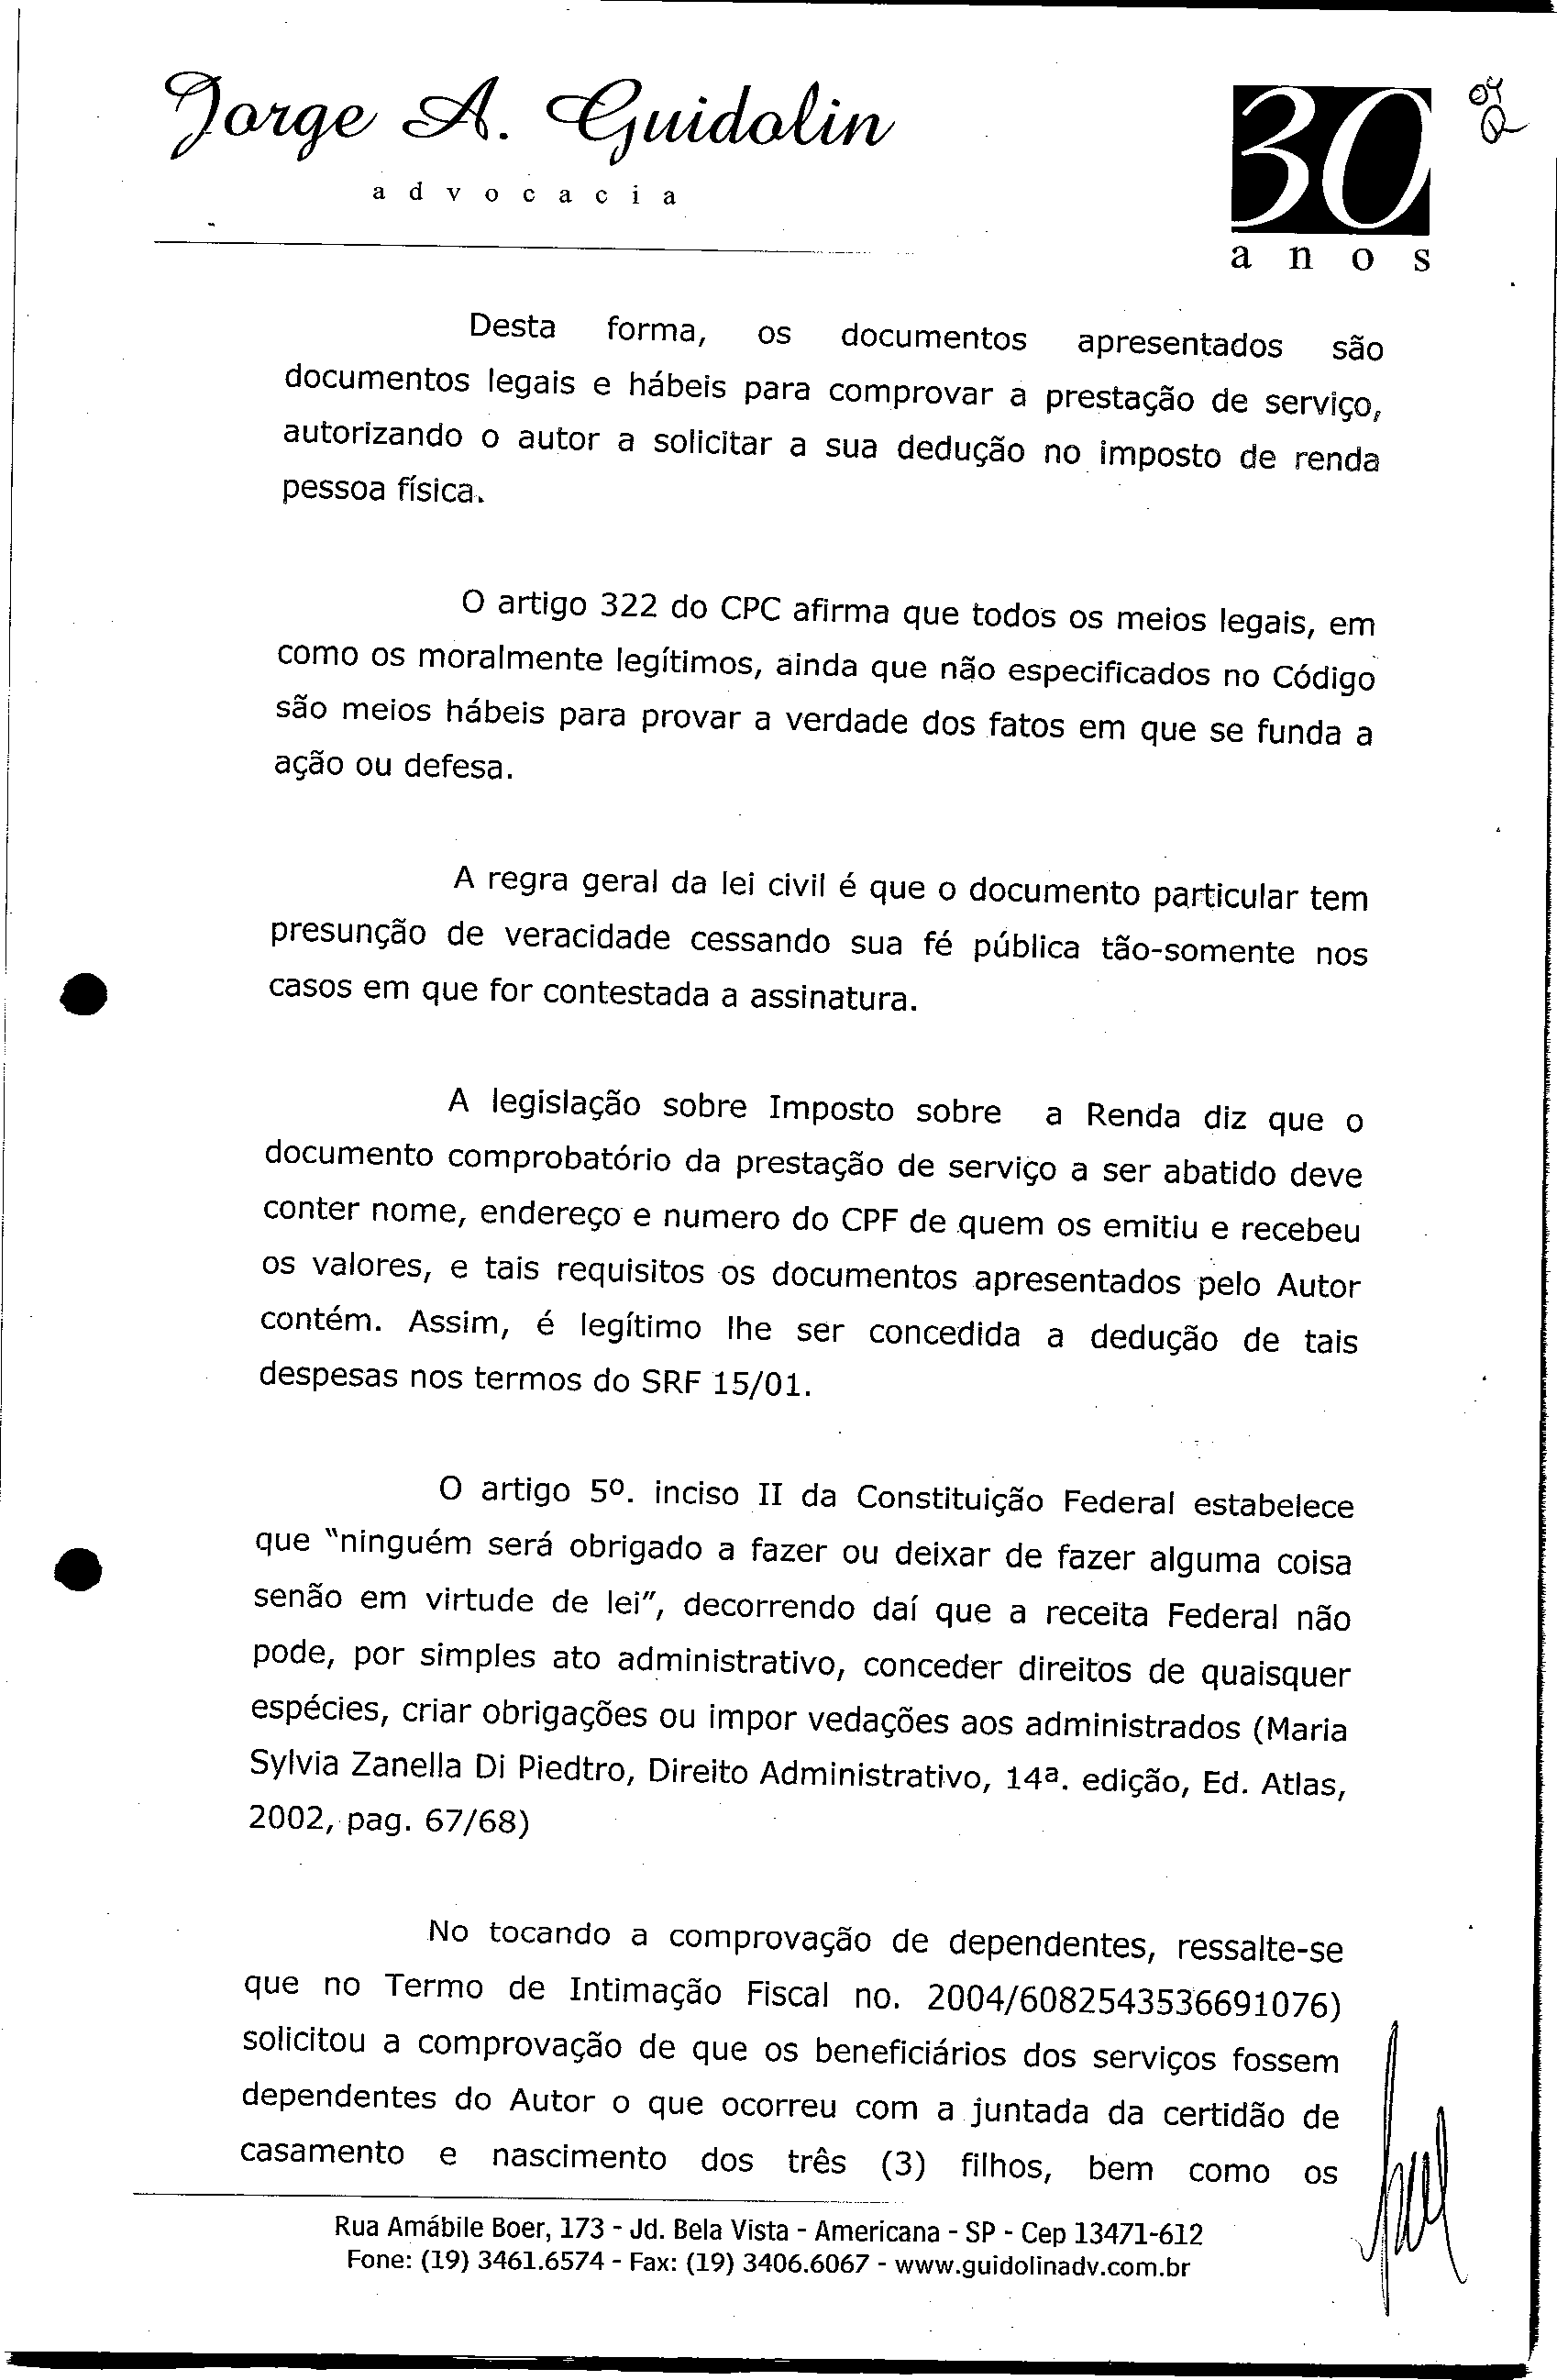 Jorge A. Guidolin
advocacia
30
anos
04
Desta forma, os documentos apresentados são
documentos legais e hábeis para comprovar a prestação de serviço,
autorizando o autor a solicitar a sua dedução no imposto de renda
pessoa física.
O artigo 322 do CPC afirma que todos os meios legais, em
como os moralmente legítimos, ainda que não especificados no Código
são meios hábeis para provar a verdade dos fatos em que se funda a
ação ou defesa.
A regra geral da lei civil é que o documento particular tem
presunção de veracidade cessando sua fé pública tão-somente nos
casos em que for contestada a assinatura.
A legislação sobre Imposto sobre a Renda diz que o
documento comprobatório da prestação de serviço a ser abatido deve
conter nome, endereço e numero do CPF de quem os emitiu e recebeu
os valores, e tais requisitos os documentos apresentados pelo Autor
contém. Assim, é legítimo lhe ser concedida a dedução de tais
despesas nos termos do SRF 15/01.
O artigo 5º. inciso II da Constituição Federal estabelece
que "ninguém será obrigado a fazer ou deixar de fazer alguma coisa
senão em virtude de lei", decorrendo daí que a receita Federal não
pode, por simples ato administrativo, conceder direitos de quaisquer
espécies, criar obrigações ou impor vedações aos administrados (Maria
Sylvia Zanella Di Piedtro, Direito Administrativo, 14ª. edição, Ed. Atlas,
2002, pag. 67/68)
No tocando a comprovação de dependentes, ressalte-se
que no Termo de Intimação Fiscal no. 2004/6082543536691076)
solicitou a comprovação de que os beneficiários dos serviços fossem
dependentes do Autor o que ocorreu com a juntada da certidão de
casamento e nascimento dos três (3) filhos, bem como os
Rua Amábile Boer, 173 - Jd. Bela Vista - Americana - SP - Cep 13471-612
Fone: (19) 3461.6574 - Fax: (19) 3406.6067 - www.guidolinadv.com.br